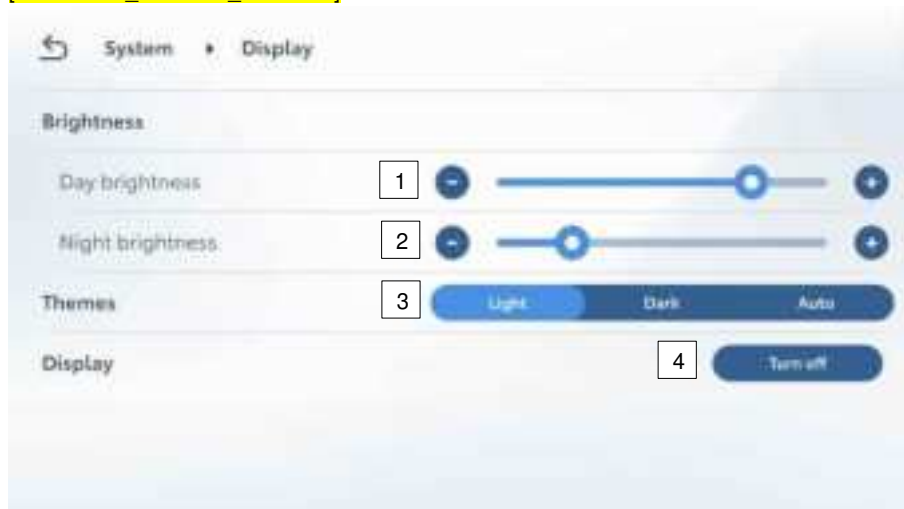 System Display
Brightness
Day brightness 1 - +
Night brightness 2 - +
Themes 3 Light Dark Auto
Display 4 Turn off